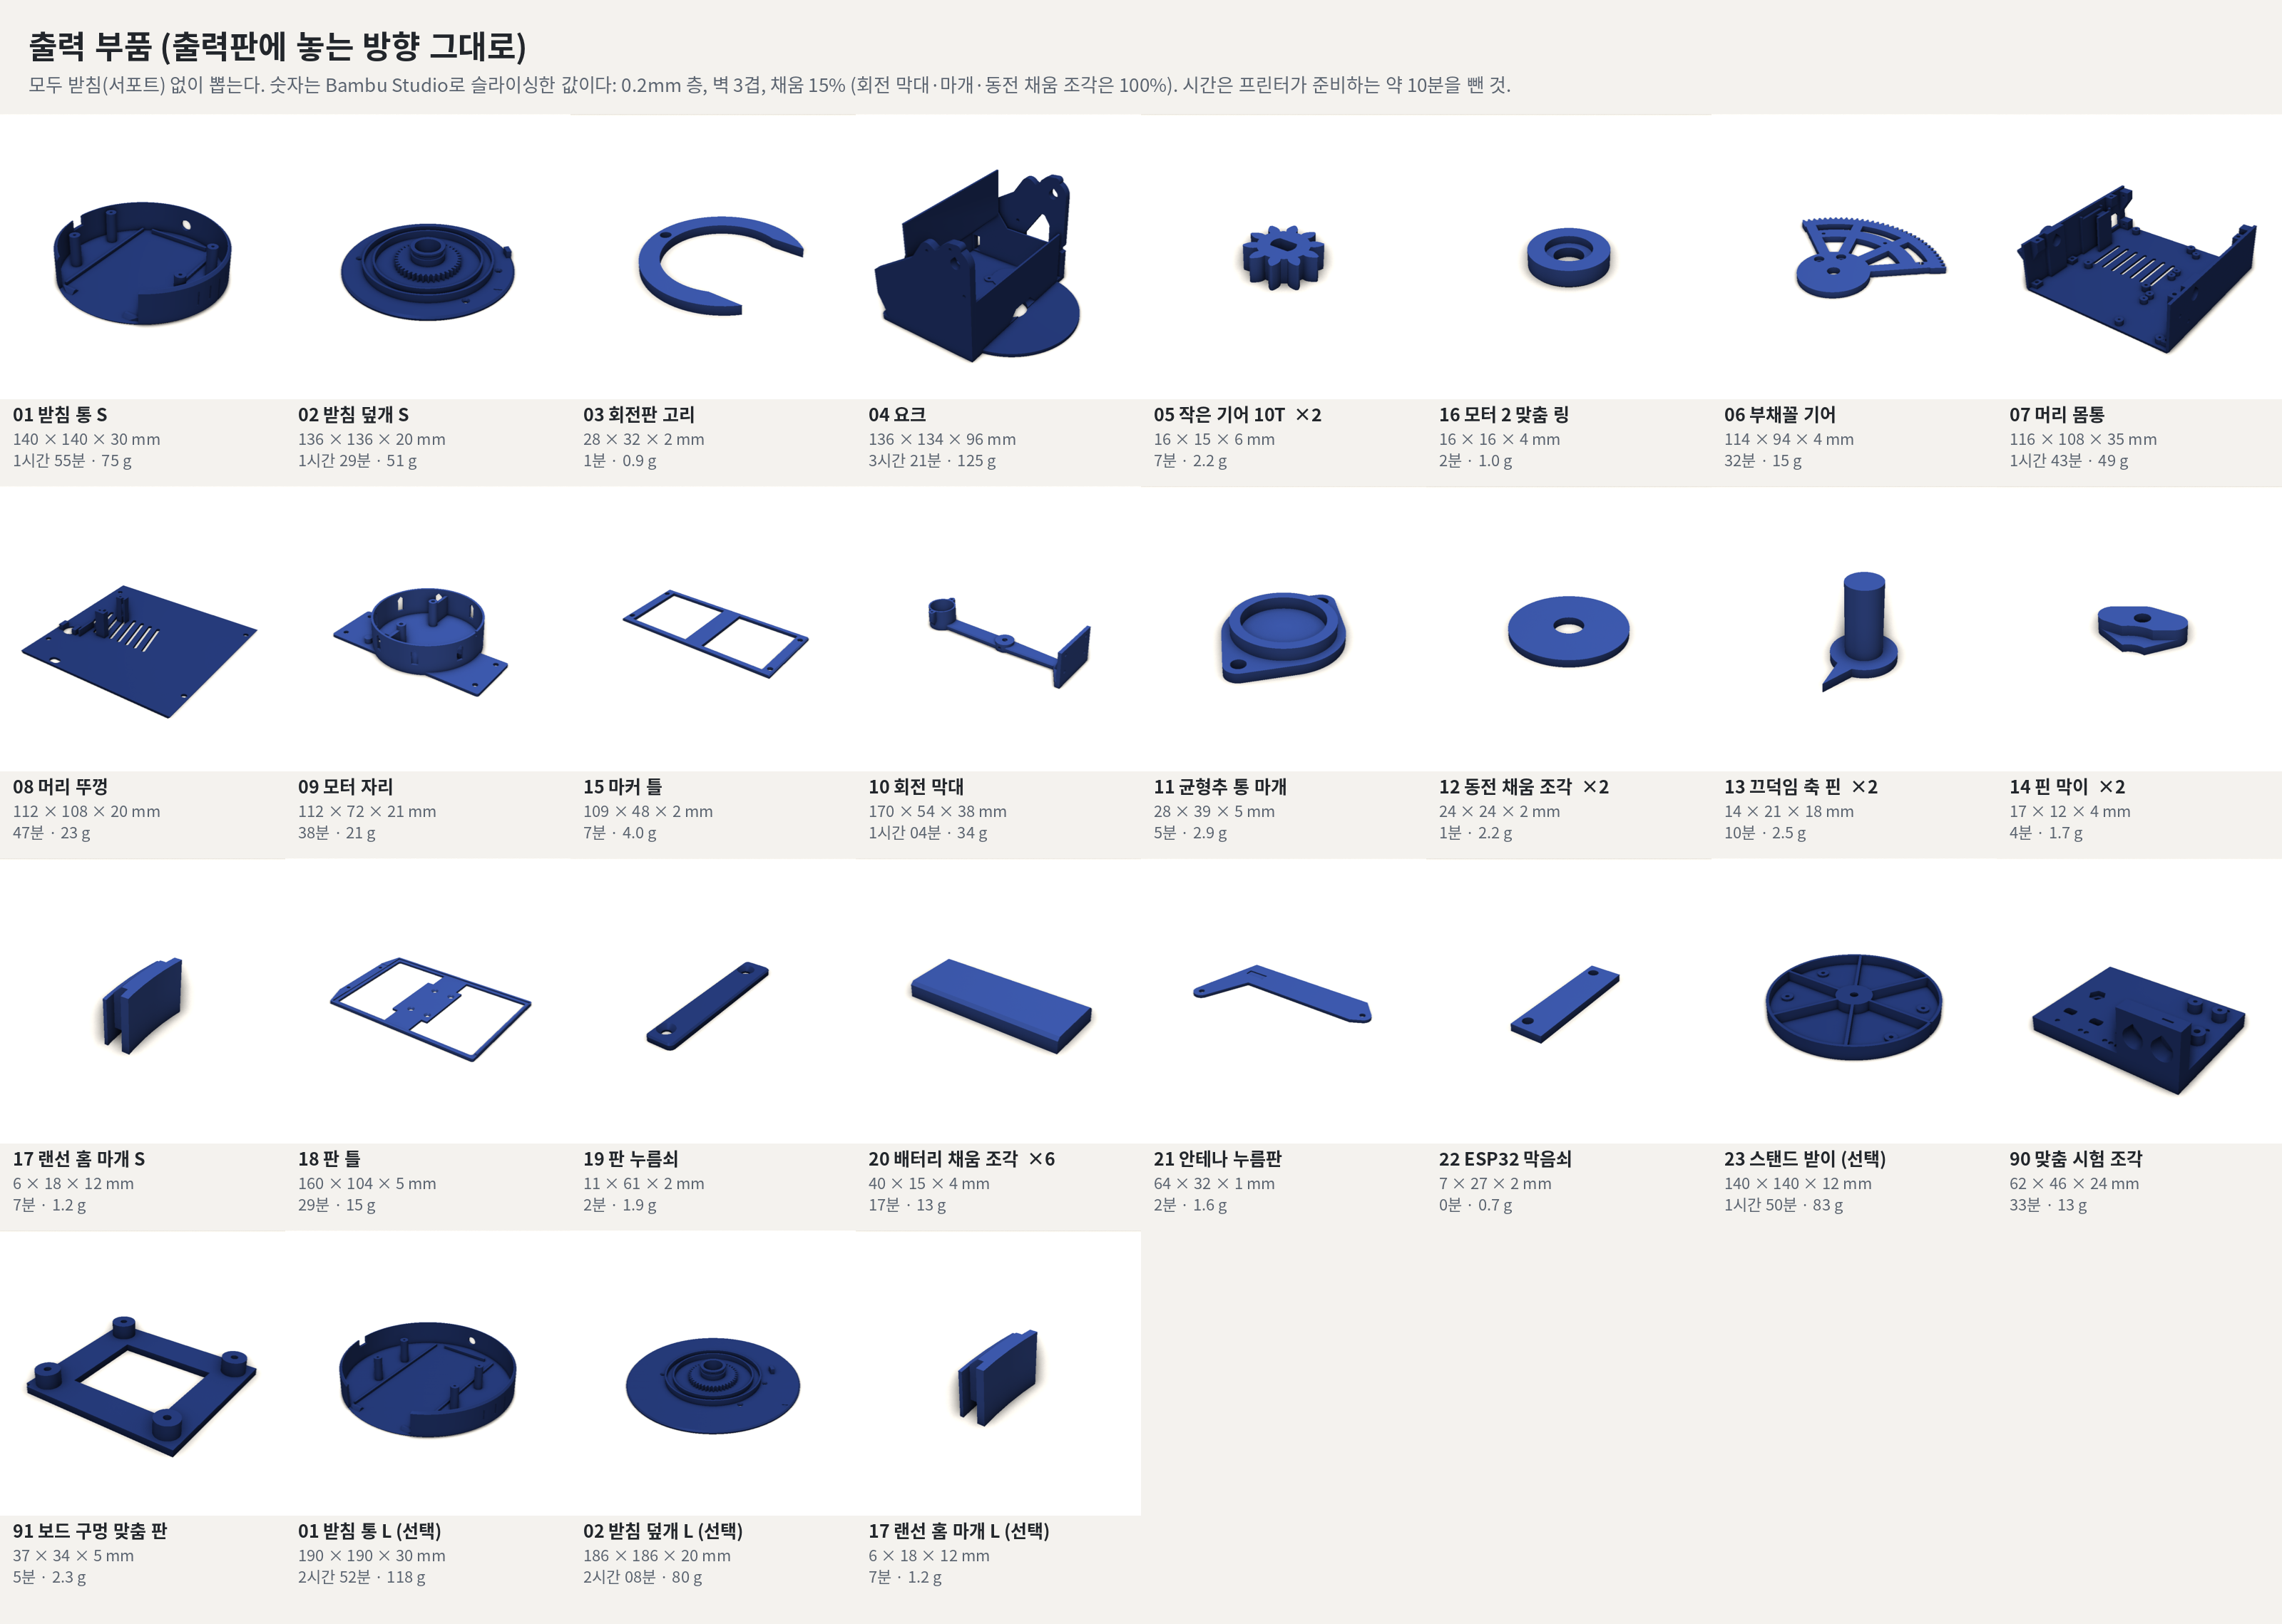 출력 부품 (출력판에 놓는 방향 그대로)
모두 받침(서포트) 없이 뽑는다. 숫자는 Bambu Studio로 슬라이싱한 값이다: 0.2mm 층, 벽 3겹, 채움 15% (회전 막대·마개·동전 채움 조각은 100%). 시간은 프린터가 준비하는 약 10분을 뺀 것.
01 받침 통 S
140 × 140 × 30 mm
1시간 55분 · 75 g
02 받침 덮개 S
136 × 136 × 20 mm
1시간 29분 · 51 g
03 회전판 고리
28 × 32 × 2 mm
1분 · 0.9 g
04 요크
136 × 134 × 96 mm
3시간 21분 · 125 g
05 작은 기어 10T ×2
16 × 15 × 6 mm
7분 · 2.2 g
16 모터 2 맞춤 링
16 × 16 × 4 mm
2분 · 1.0 g
06 부채꼴 기어
114 × 94 × 4 mm
32분 · 15 g
07 머리 몸통
116 × 108 × 35 mm
1시간 43분 · 49 g
08 머리 뚜껑
112 × 108 × 20 mm
47분 · 23 g
09 모터 자리
112 × 72 × 21 mm
38분 · 21 g
15 마커 틀
109 × 48 × 2 mm
7분 · 4.0 g
10 회전 막대
170 × 54 × 38 mm
1시간 04분 · 34 g
11 균형추 통 마개
28 × 39 × 5 mm
5분 · 2.9 g
12 동전 채움 조각 ×2
24 × 24 × 2 mm
1분 · 2.2 g
13 끄덕임 축 핀 ×2
14 × 21 × 18 mm
10분 · 2.5 g
14 핀 막이 ×2
17 × 12 × 4 mm
4분 · 1.7 g
17 랜선 홈 마개 S
6 × 18 × 12 mm
7분 · 1.2 g
18 판 틀
160 × 104 × 5 mm
29분 · 15 g
19 판 누름쇠
11 × 61 × 2 mm
2분 · 1.9 g
20 배터리 채움 조각 ×6
40 × 15 × 4 mm
17분 · 13 g
21 안테나 누름판
64 × 32 × 1 mm
2분 · 1.6 g
22 ESP32 막음쇠
7 × 27 × 2 mm
0분 · 0.7 g
23 스탠드 받이 (선택)
140 × 140 × 12 mm
1시간 50분 · 83 g
90 맞춤 시험 조각
62 × 46 × 24 mm
33분 · 13 g
91 보드 구멍 맞춤 판
37 × 34 × 5 mm
5분 · 2.3 g
01 받침 통 L (선택)
190 × 190 × 30 mm
2시간 52분 · 118 g
02 받침 덮개 L (선택)
186 × 186 × 20 mm
2시간 08분 · 80 g
17 랜선 홈 마개 L (선택)
6 × 18 × 12 mm
7분 · 1.2 g